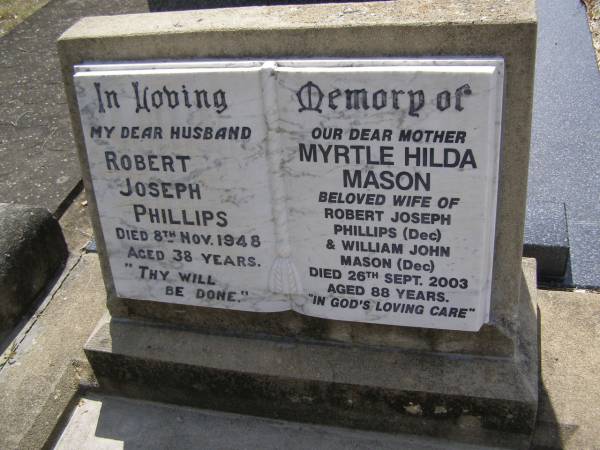 In Loving Memory of
MY DEAR HUSBAND
ROBERT
JOSEPH
PHILLIPS
DIED 8TH NOV. 1948
AGED 38 YEARS.
"THY WILL
BE DONE."
OUR DEAR MOTHER
MYRTLE HILDA
MASON
BELOVED WIFE OF
ROBERT JOSEPH
PHILLIPS (Dec)
& WILLIAM JOHN
MASON (Dec)
DIED 26TH SEPT. 2003
AGED 88 YEARS.
"IN GOD'S LOVING CARE"